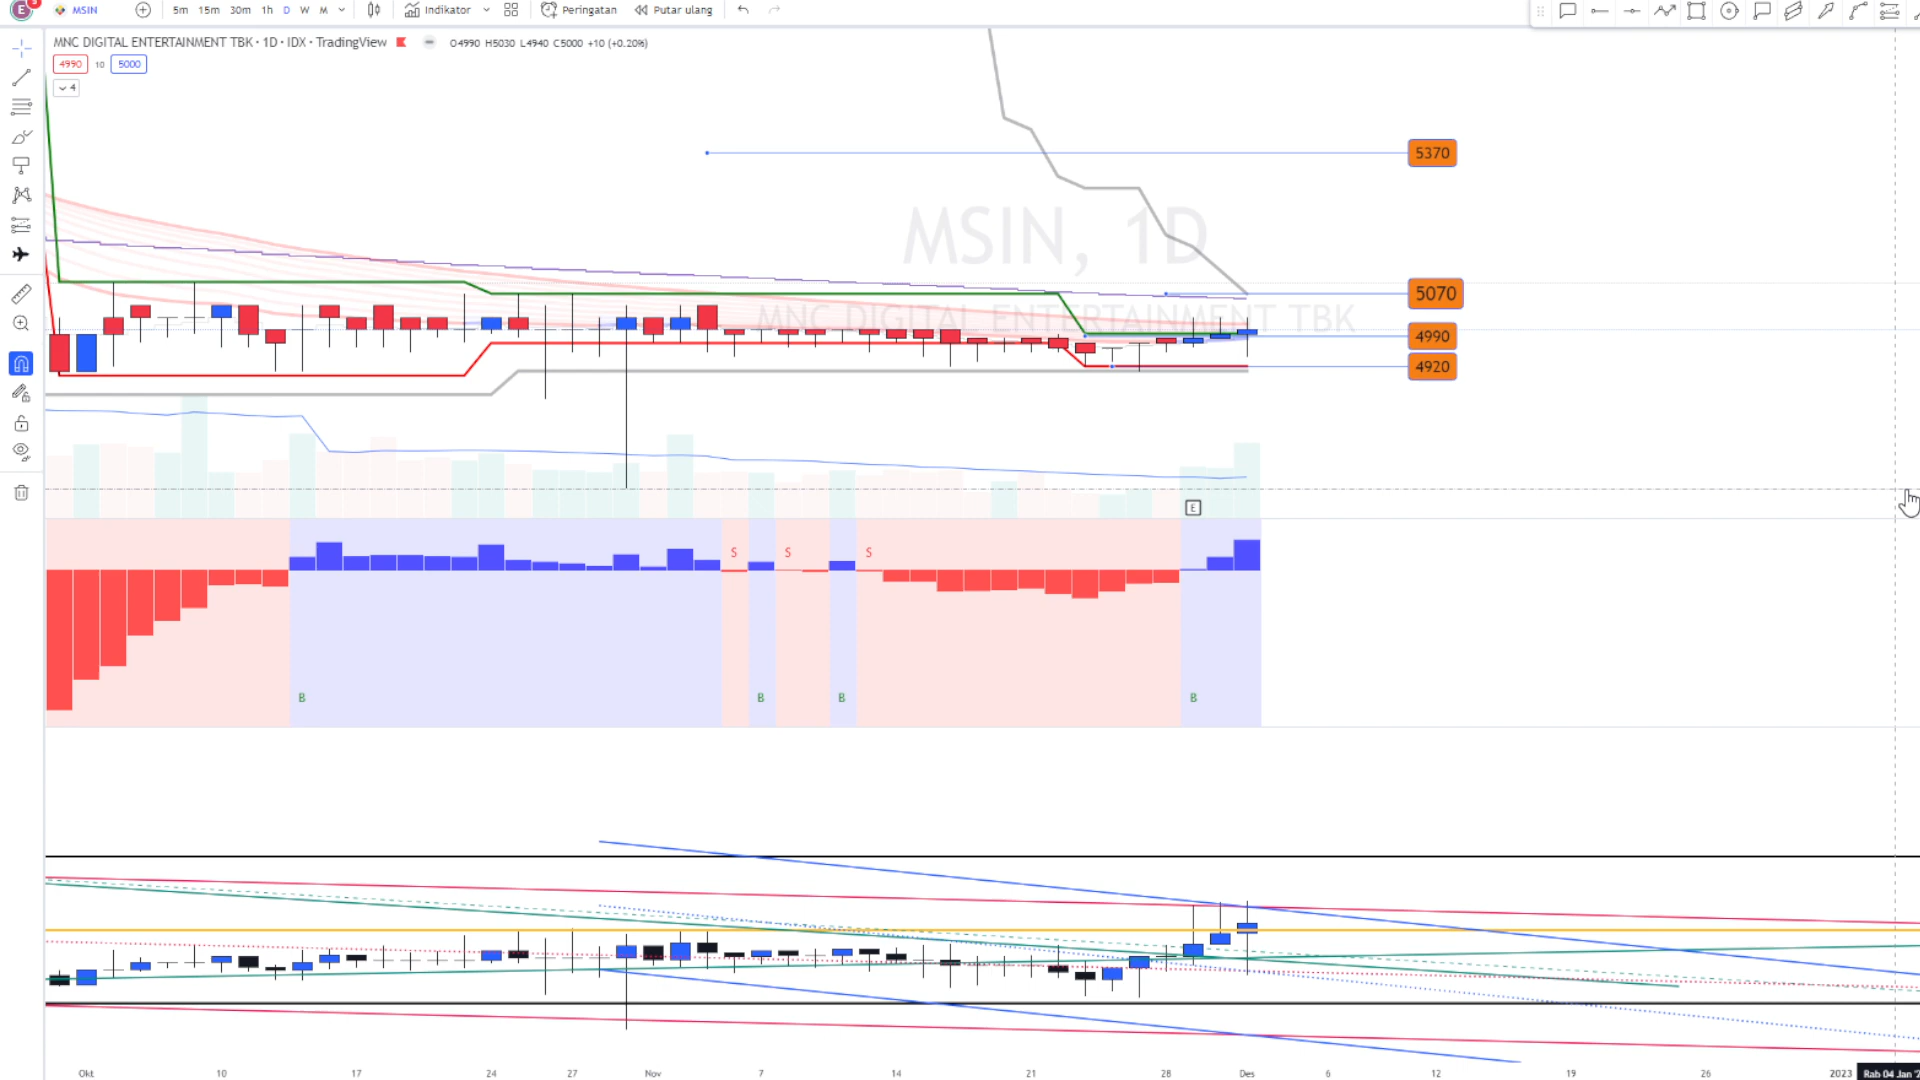 E 5 MSIN 5m 15m 30m 1h D W M Indikator Peringatan Putar ulang
MNC DIGITAL ENTERTAINMENT TBK · 1D · IDX · TradingView O4990 H5030 L4940 C5000 +10 (+0.20%)
4990 10 5000
4
5370
MSIN, 1D
5070
MNC DIGITAL ENTERTAINMENT TBK
4990
4920
E
S S S
B B B B
Okt 10 17 24 27 Nov 7 14 21 28 Des 6 12 19 26 2023 Rab 04 Jan '2